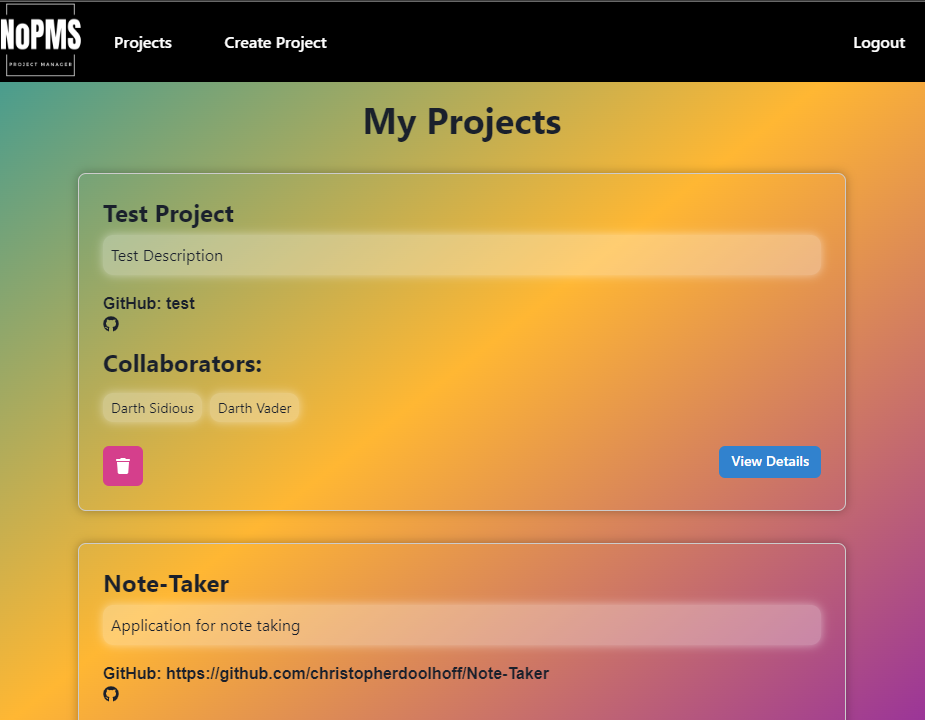 NoPMS
PROJECT MANAGER
Projects
Create Project
Logout
My Projects
Test Project
Test Description
GitHub: test
Collaborators:
Darth Sidious
Darth Vader
View Details
Note-Taker
Application for note taking
GitHub: https://github.com/christopherdoolhoff/Note-Taker